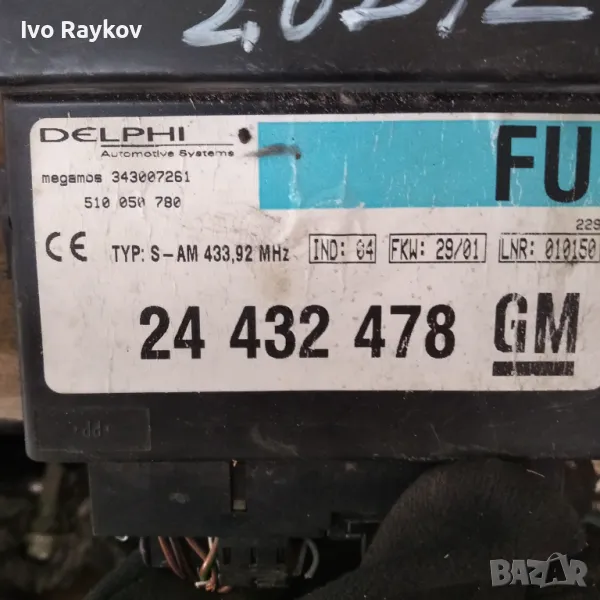 Ivo Raykov
DELPHI
Automotive Systems
megamos 343007261
510 050 780
FU
229
CE TYP: S-AM 433,92 MHz IND: 04 FKW: 29/01 LNR: 010150
24 432 478 GM
BAZAR